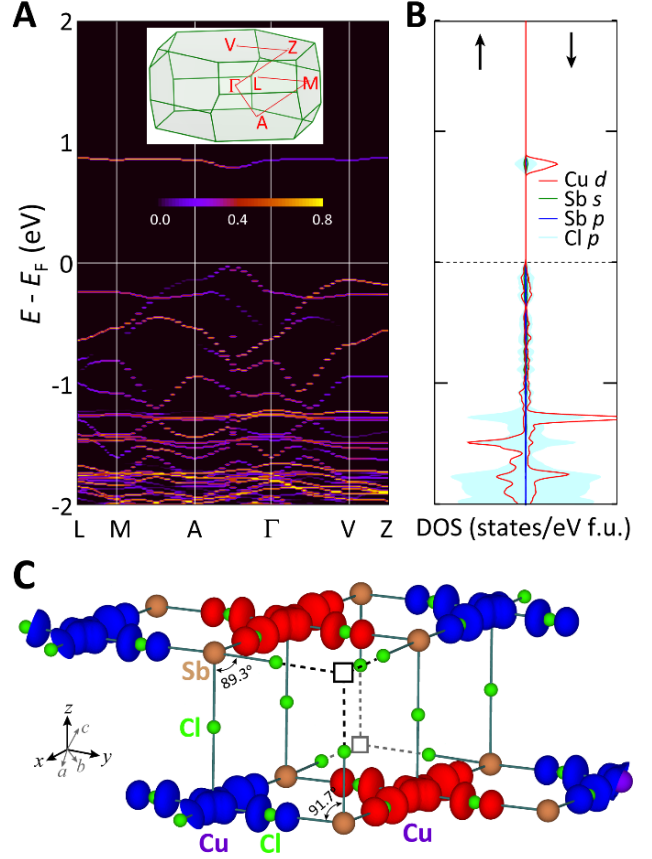 A
B
2
1
0
-1
-2
E - E_F (eV)
V
Z
Γ
L
M
A
0.0 0.4 0.8
L M A Γ V Z
Cu d
Sb s
Sb p
Cl p
DOS (states/eV f.u.)
C
Sb
89.3°
Cl
z
c
x
y
a
b
91.7°
Cu
Cl
Cu